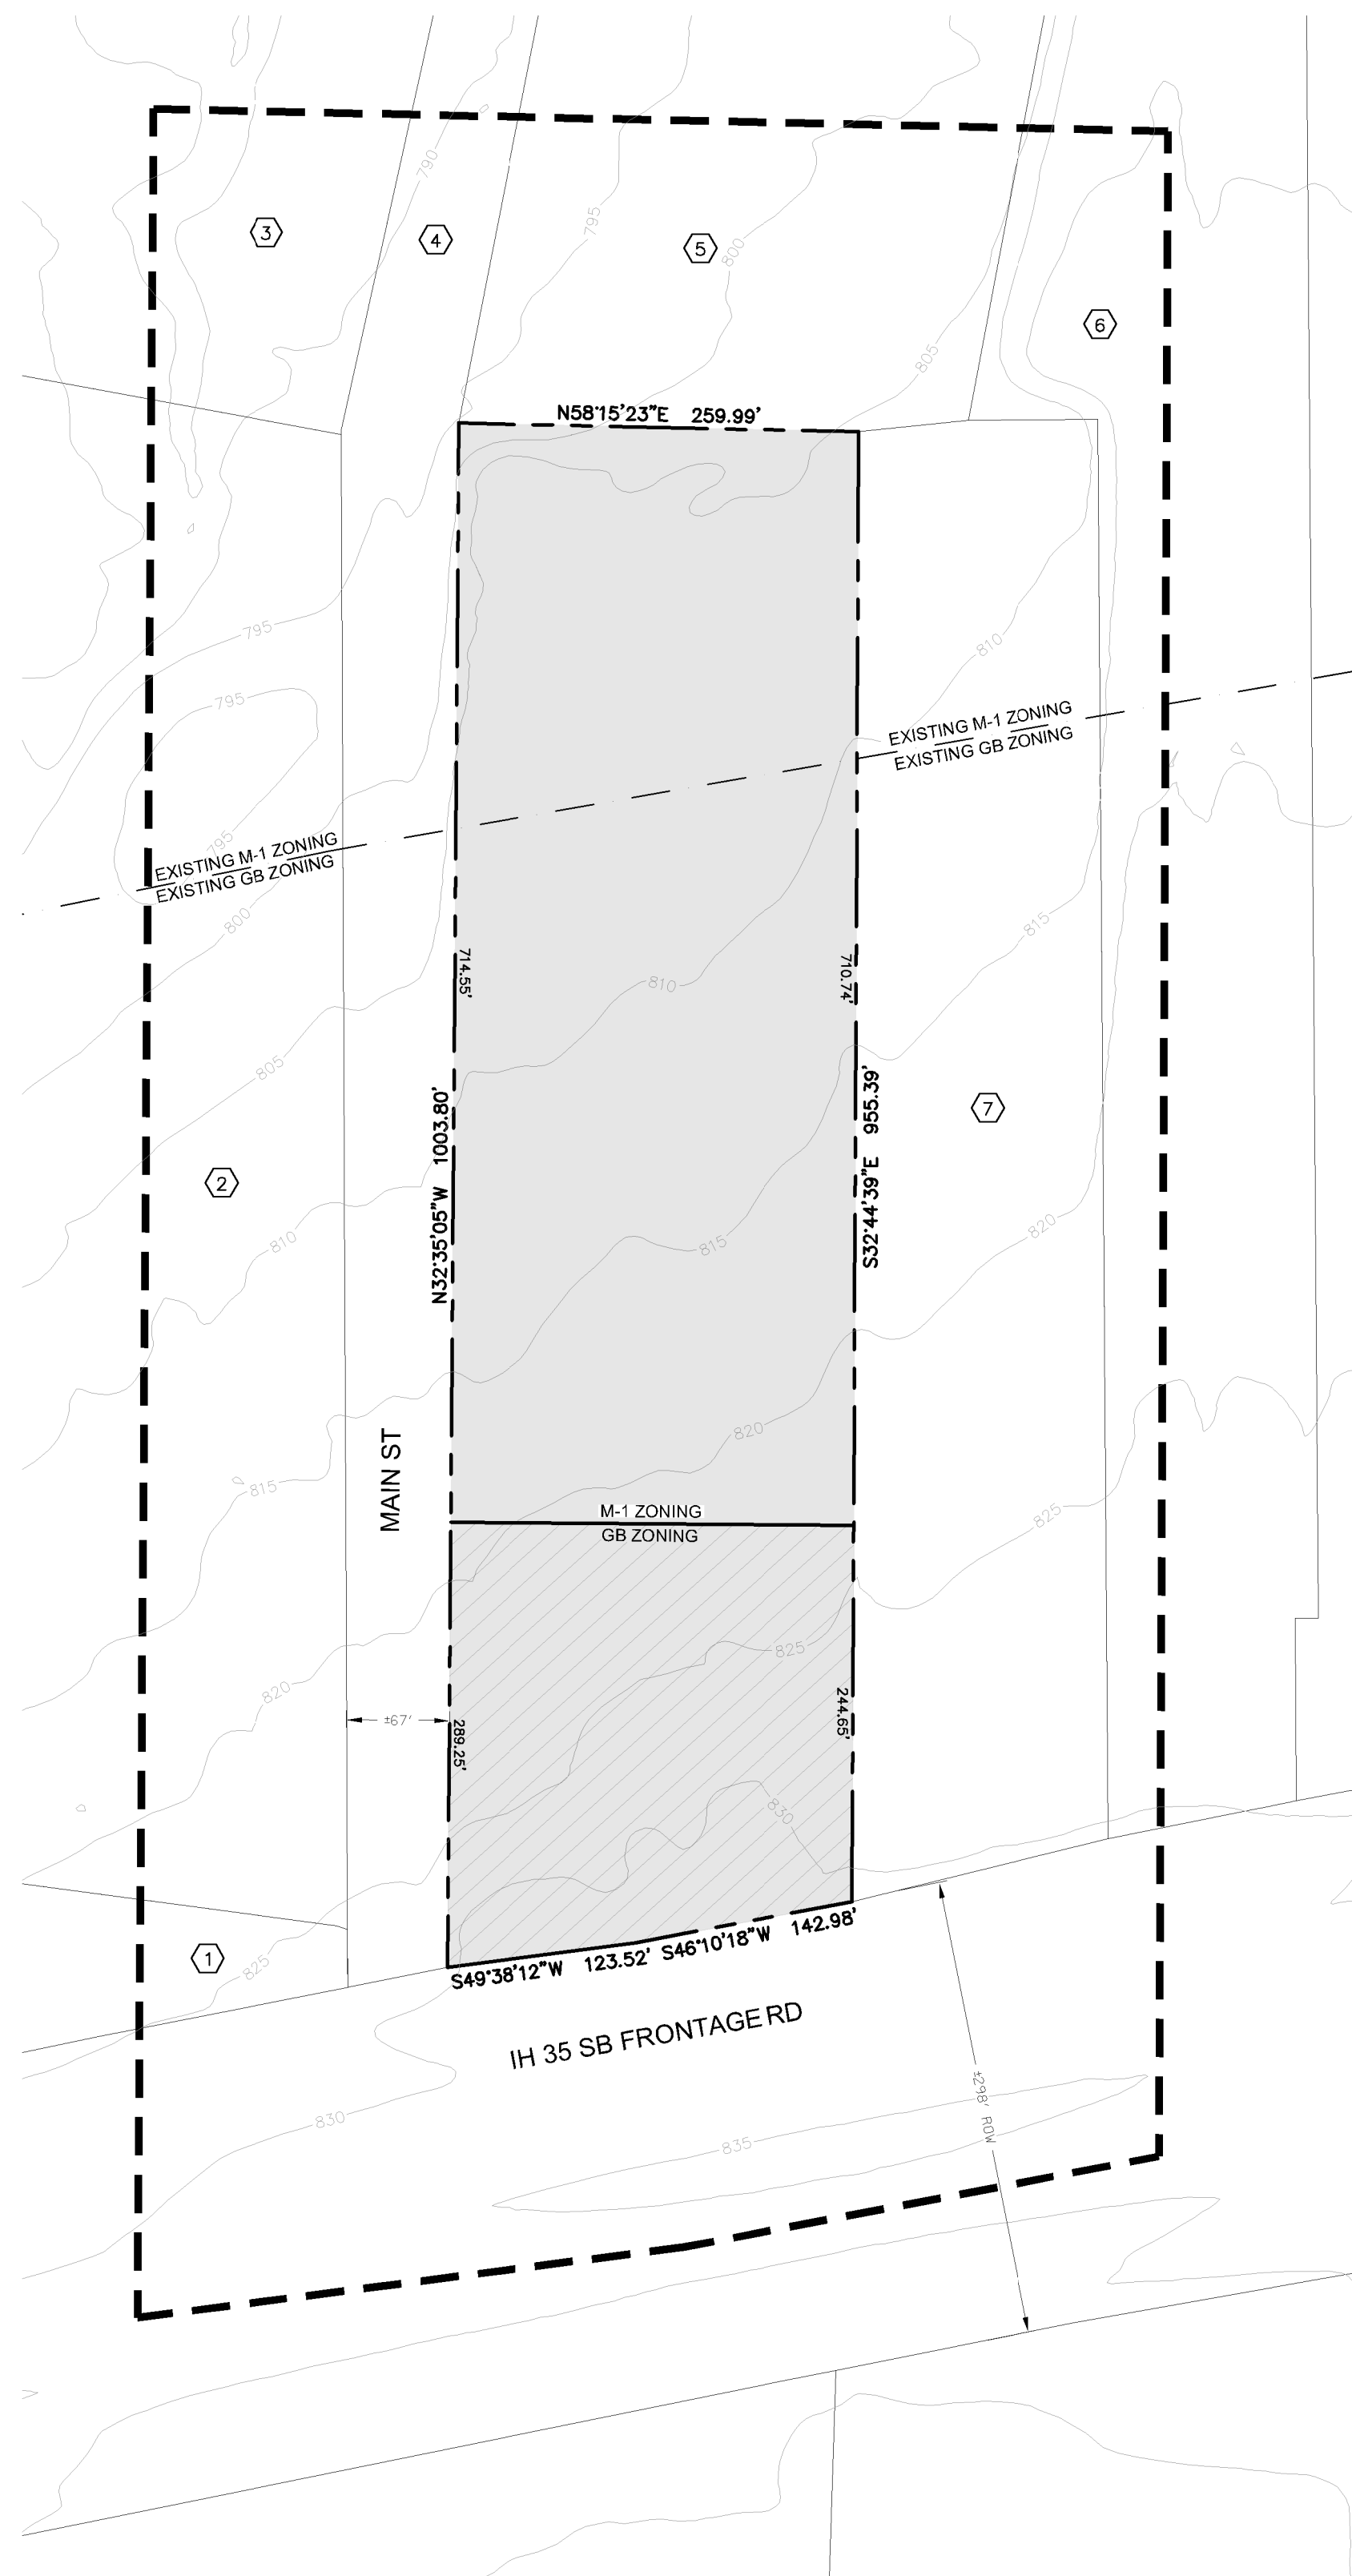 790
795
3
4
5
800
6
805
N58°15'23"E 259.99'
795
810
795
EXISTING M-1 ZONING
EXISTING GB ZONING
795
EXISTING M-1 ZONING
EXISTING GB ZONING
800
815
714.55'
710.74'
810
805
N32°35'05"W 1003.80'
S32°44'39"E 955.39'
7
2
810
815
820
MAIN ST
820
815
M-1 ZONING
GB ZONING
825
825
820
±67'
289.25'
244.65'
830
1
825
S49°38'12"W 123.52'
S46°10'18"W 142.98'
IH 35 SB FRONTAGE RD
±298' ROW
830
835